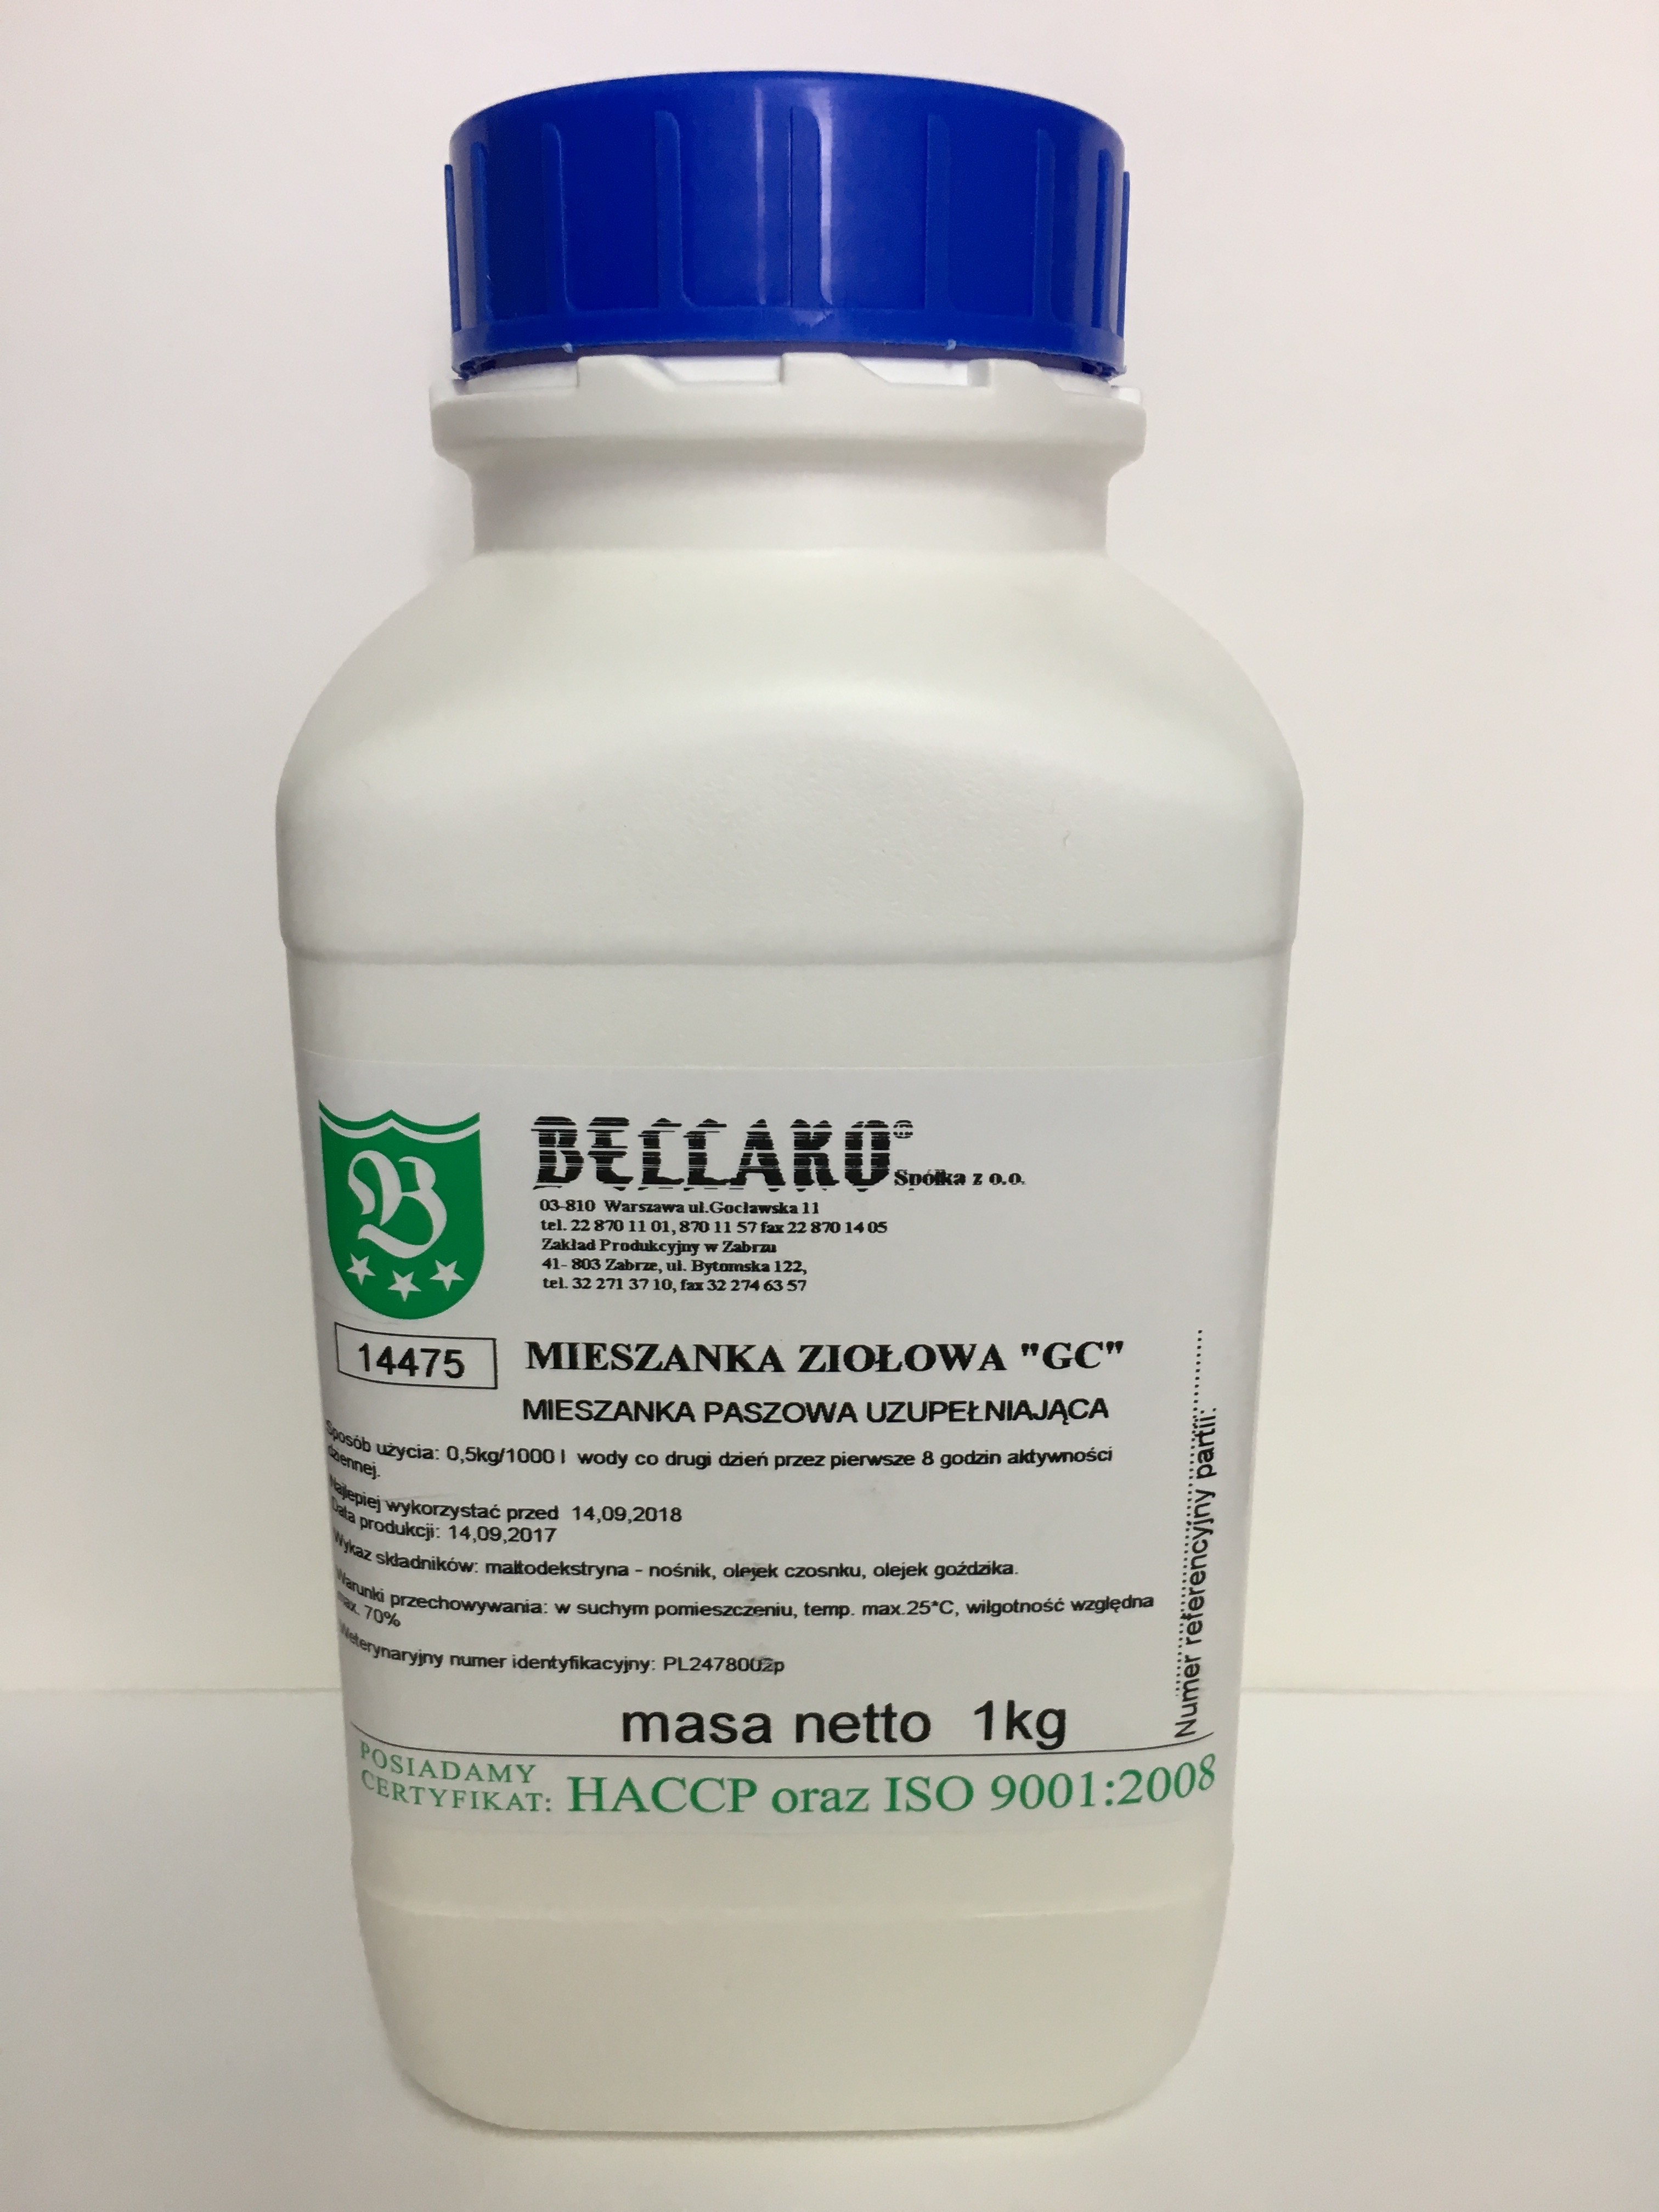 B
BELLAKO® Spółka z o.o.
03-810 Warszawa ul.Gocławska 11
tel. 22 870 11 01, 870 11 57 fax 22 870 14 05
Zakład Produkcyjny w Zabrzu
41- 803 Zabrze, ul. Bytomska 122,
tel. 32 271 37 10, fax 32 274 63 57
14475
MIESZANKA ZIOŁOWA "GC"
MIESZANKA PASZOWA UZUPEŁNIAJĄCA
Sposób użycia: 0,5kg/1000 l wody co drugi dzień przez pierwsze 8 godzin aktywności
dziennej.
Najlepiej wykorzystać przed 14,09,2018
Data produkcji: 14,09,2017
Wykaz składników: maltodekstryna - nośnik, olejek czosnku, olejek goździka.
Warunki przechowywania: w suchym pomieszczeniu, temp. max.25*C, wilgotność względna
max. 70%
Weterynaryjny numer identyfikacyjny: PL2478002p
masa netto 1kg
Numer referencyjny partii:
POSIADAMY
CERTYFIKAT: HACCP oraz ISO 9001:2008